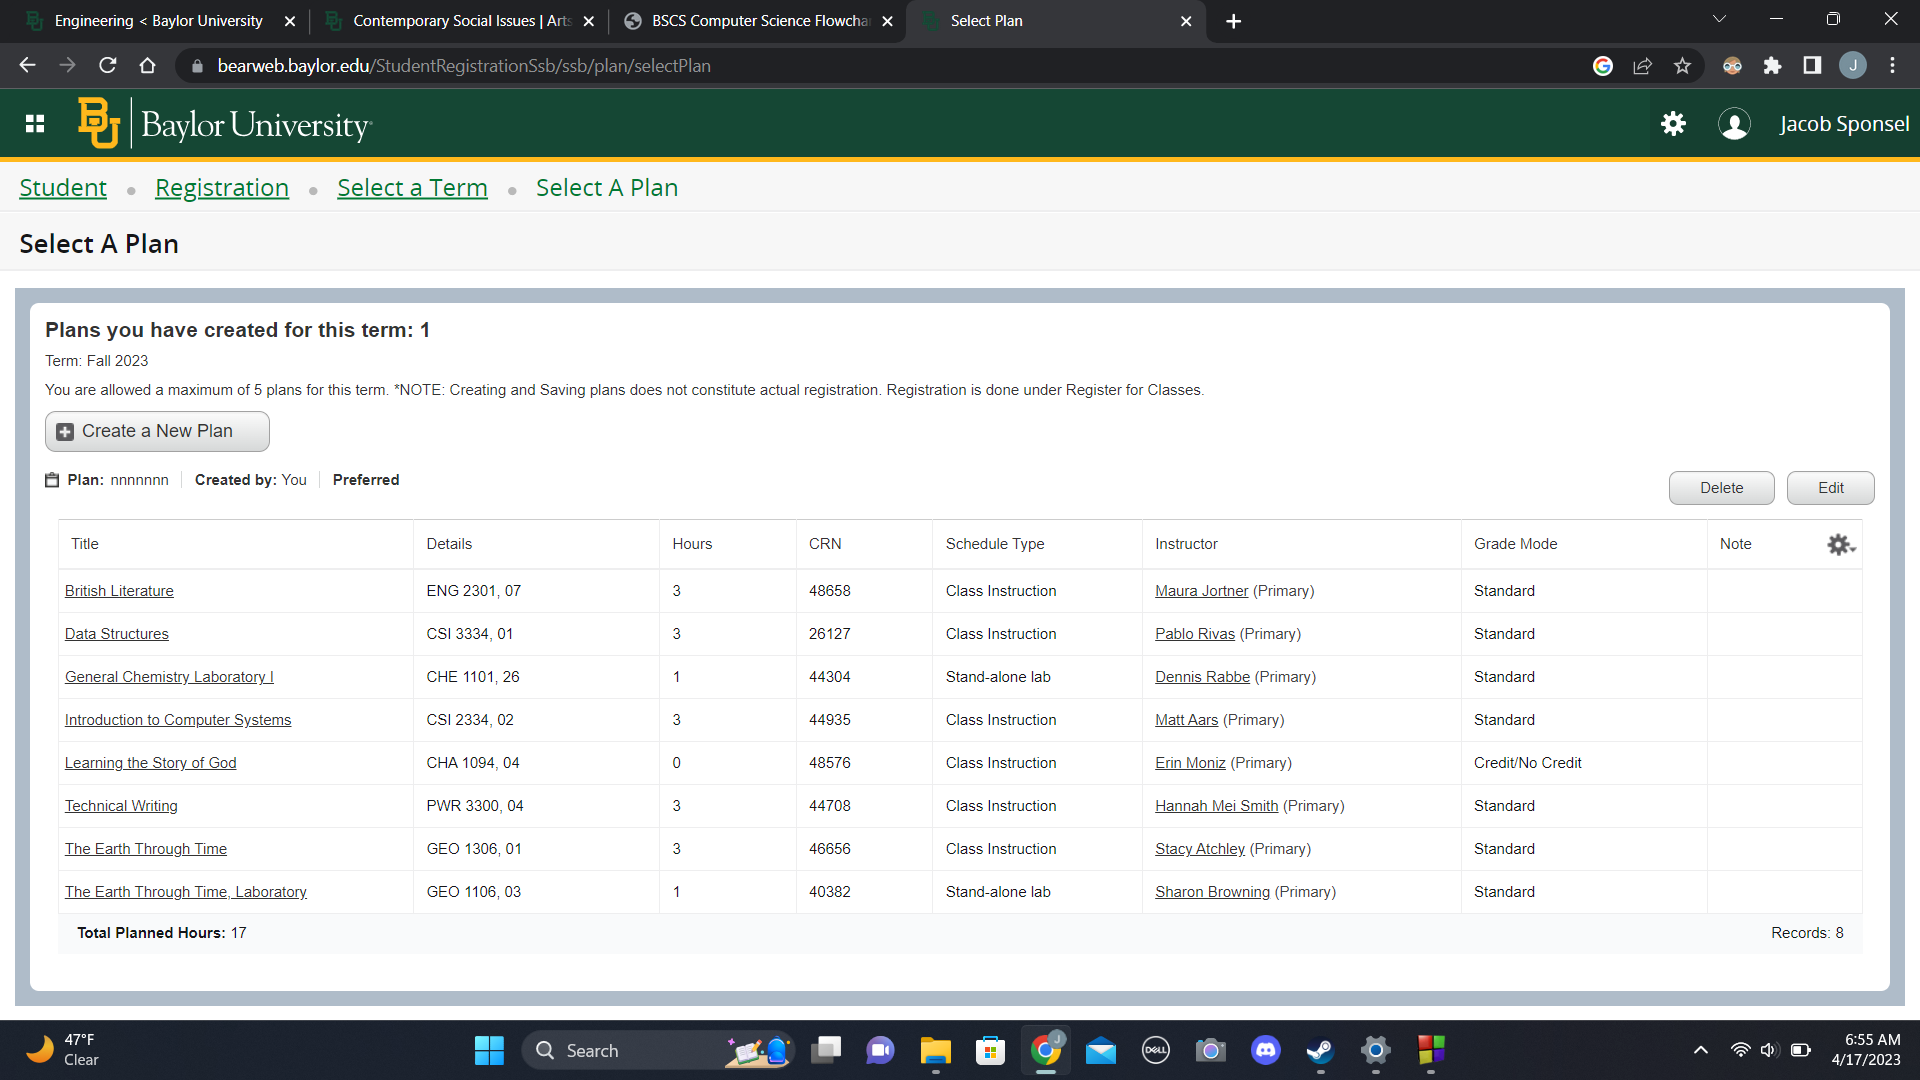 Engineering < Baylor University
Contemporary Social Issues | Arts
BSCS Computer Science Flowchar
Select Plan
bearweb.baylor.edu/StudentRegistrationSsb/ssb/plan/selectPlan
J
BU Baylor University
Jacob Sponsel
Student • Registration • Select a Term • Select A Plan
Select A Plan
Plans you have created for this term: 1
Term: Fall 2023
You are allowed a maximum of 5 plans for this term. *NOTE: Creating and Saving plans does not constitute actual registration. Registration is done under Register for Classes.
Create a New Plan
Plan: nnnnnnn Created by: You Preferred
Delete Edit
Title Details Hours CRN Schedule Type Instructor Grade Mode Note
British Literature ENG 2301, 07 3 48658 Class Instruction Maura Jortner (Primary) Standard
Data Structures CSI 3334, 01 3 26127 Class Instruction Pablo Rivas (Primary) Standard
General Chemistry Laboratory I CHE 1101, 26 1 44304 Stand-alone lab Dennis Rabbe (Primary) Standard
Introduction to Computer Systems CSI 2334, 02 3 44935 Class Instruction Matt Aars (Primary) Standard
Learning the Story of God CHA 1094, 04 0 48576 Class Instruction Erin Moniz (Primary) Credit/No Credit
Technical Writing PWR 3300, 04 3 44708 Class Instruction Hannah Mei Smith (Primary) Standard
The Earth Through Time GEO 1306, 01 3 46656 Class Instruction Stacy Atchley (Primary) Standard
The Earth Through Time, Laboratory GEO 1106, 03 1 40382 Stand-alone lab Sharon Browning (Primary) Standard
Total Planned Hours: 17 Records: 8
47°F
Clear
Search
J
DELL
6:55 AM
4/17/2023